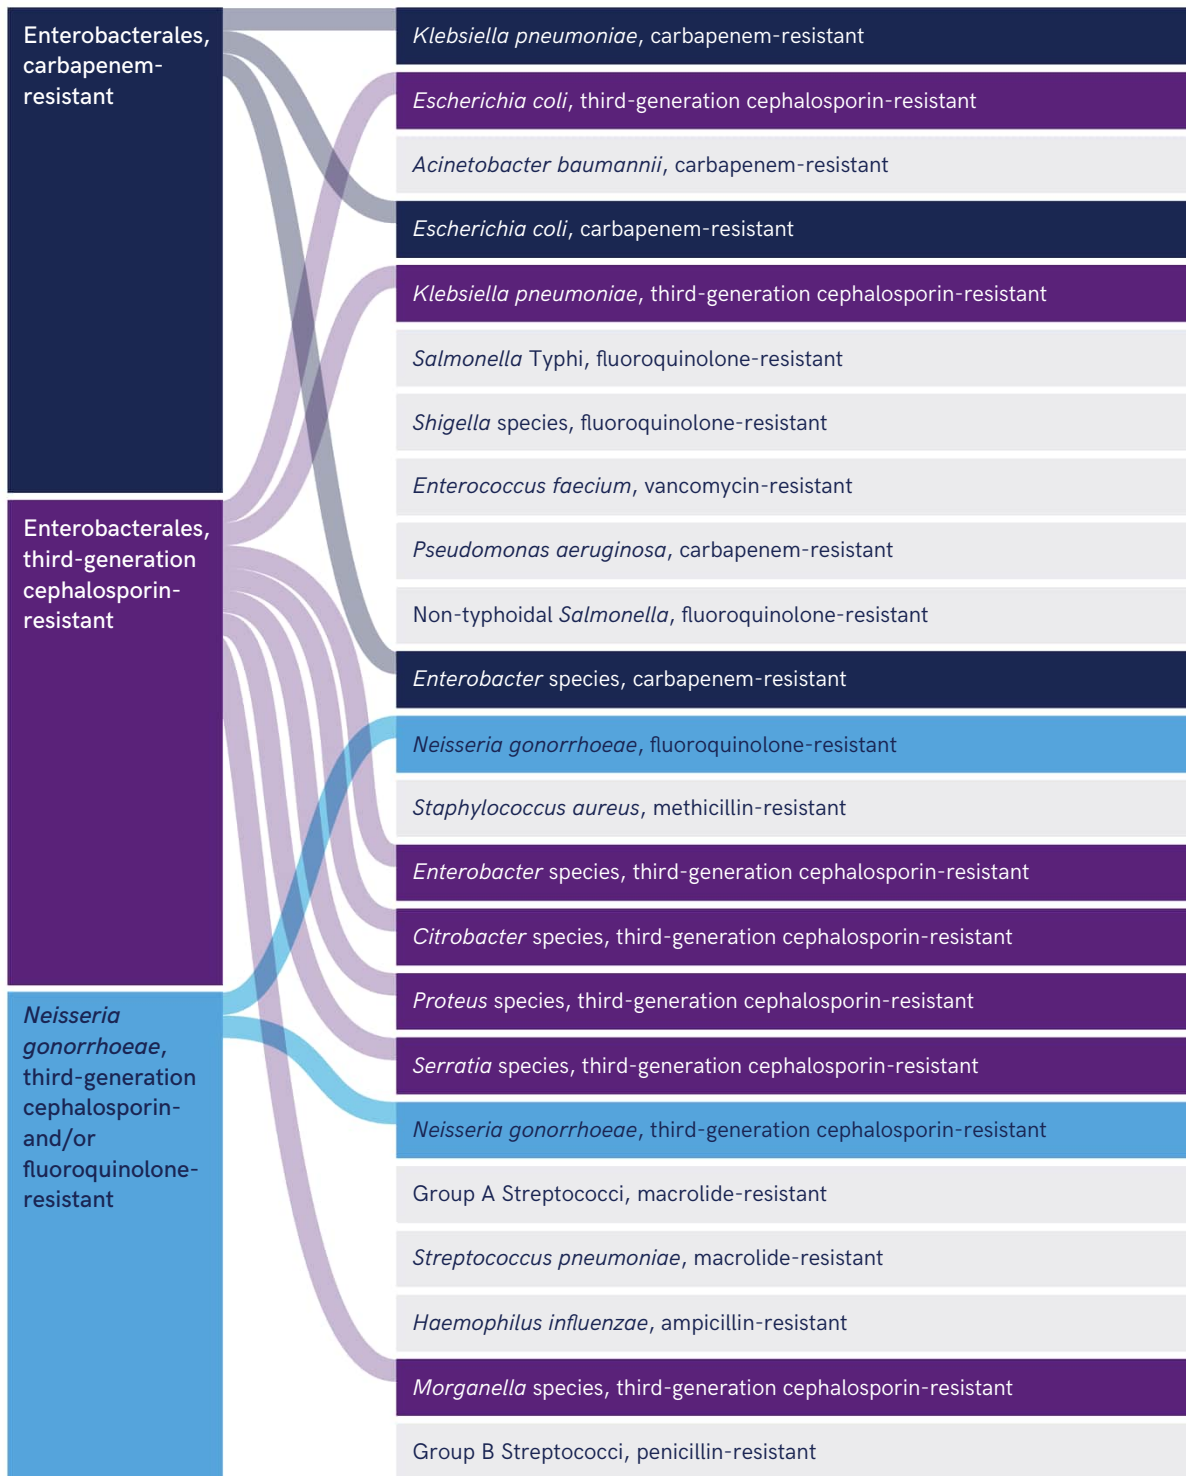 Enterobacterales,
carbapenem-
resistant
Enterobacterales,
third-generation
cephalosporin-
resistant
Neisseria
gonorrhoeae,
third-generation
cephalosporin-
and/or
fluoroquinolone-
resistant
Klebsiella pneumoniae, carbapenem-resistant
Escherichia coli, third-generation cephalosporin-resistant
Acinetobacter baumannii, carbapenem-resistant
Escherichia coli, carbapenem-resistant
Klebsiella pneumoniae, third-generation cephalosporin-resistant
Salmonella Typhi, fluoroquinolone-resistant
Shigella species, fluoroquinolone-resistant
Enterococcus faecium, vancomycin-resistant
Pseudomonas aeruginosa, carbapenem-resistant
Non-typhoidal Salmonella, fluoroquinolone-resistant
Enterobacter species, carbapenem-resistant
Neisseria gonorrhoeae, fluoroquinolone-resistant
Staphylococcus aureus, methicillin-resistant
Enterobacter species, third-generation cephalosporin-resistant
Citrobacter species, third-generation cephalosporin-resistant
Proteus species, third-generation cephalosporin-resistant
Serratia species, third-generation cephalosporin-resistant
Neisseria gonorrhoeae, third-generation cephalosporin-resistant
Group A Streptococci, macrolide-resistant
Streptococcus pneumoniae, macrolide-resistant
Haemophilus influenzae, ampicillin-resistant
Morganella species, third-generation cephalosporin-resistant
Group B Streptococci, penicillin-resistant